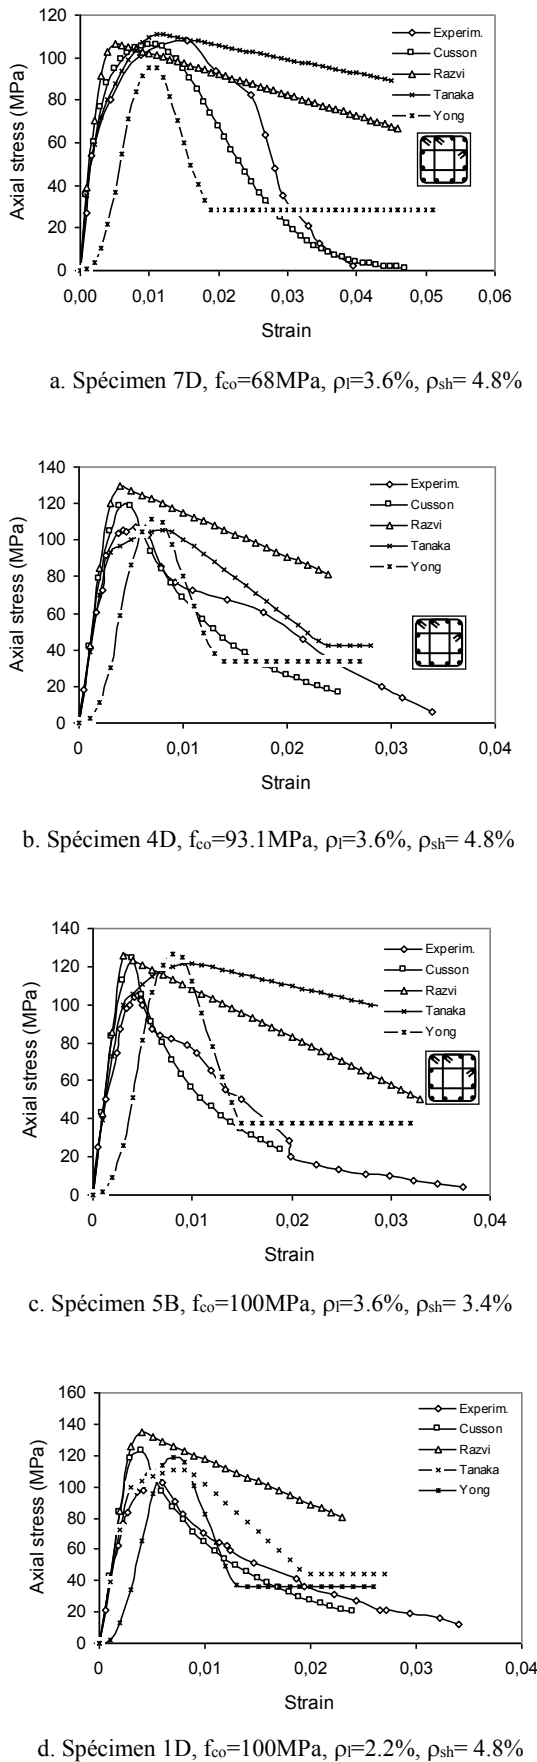 120
100
80
60
40
20
0
Axial stress (MPa)
0,00 0,01 0,02 0,03 0,04 0,05 0,06
Strain
Experim.
Cusson
Razvi
Tanaka
Yong
a. Spécimen 7D, fco=68MPa, ρl=3.6%, ρsh= 4.8%
140
120
100
80
60
40
20
0
Axial stress (MPa)
0 0,01 0,02 0,03 0,04
Strain
Experim.
Cusson
Razvi
Tanaka
Yong
b. Spécimen 4D, fco=93.1MPa, ρl=3.6%, ρsh= 4.8%
140
120
100
80
60
40
20
0
Axial stress (MPa)
0 0,01 0,02 0,03 0,04
Strain
Experim.
Cusson
Razvi
Tanaka
Yong
c. Spécimen 5B, fco=100MPa, ρl=3.6%, ρsh= 3.4%
160
140
120
100
80
60
40
20
0
Axial stress (MPa)
0 0,01 0,02 0,03 0,04
Strain
Experim.
Cusson
Razvi
Tanaka
Yong
d. Spécimen 1D, fco=100MPa, ρl=2.2%, ρsh= 4.8%